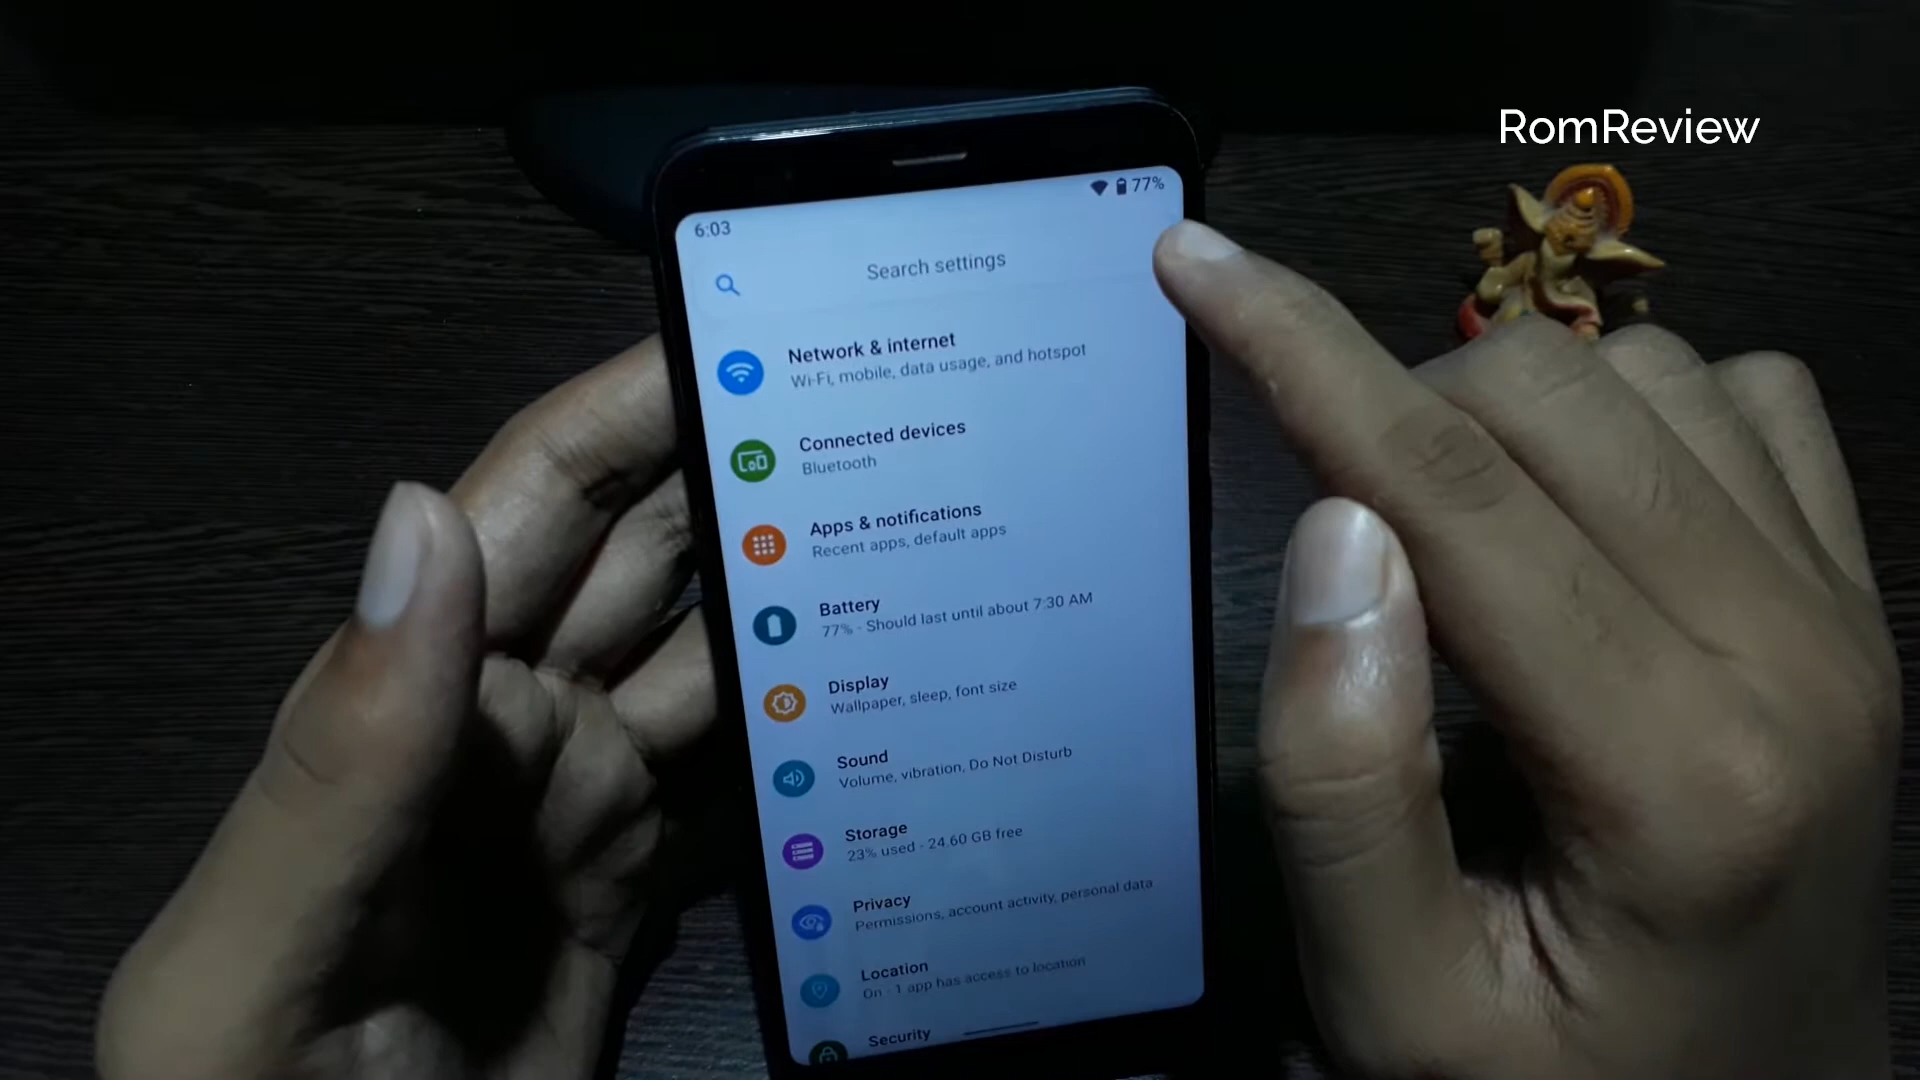 RomReview
77%
6:03
Search settings
Network & internet
Wi-Fi, mobile, data usage, and hotspot
Connected devices
Bluetooth
Apps & notifications
Recent apps, default apps
Battery
77% - Should last until about 7:30 AM
Display
Wallpaper, sleep, font size
Sound
Volume, vibration, Do Not Disturb
Storage
23% used - 24.60 GB free
Privacy
Permissions, account activity, personal data
Location
On - 1 app has access to location
Security